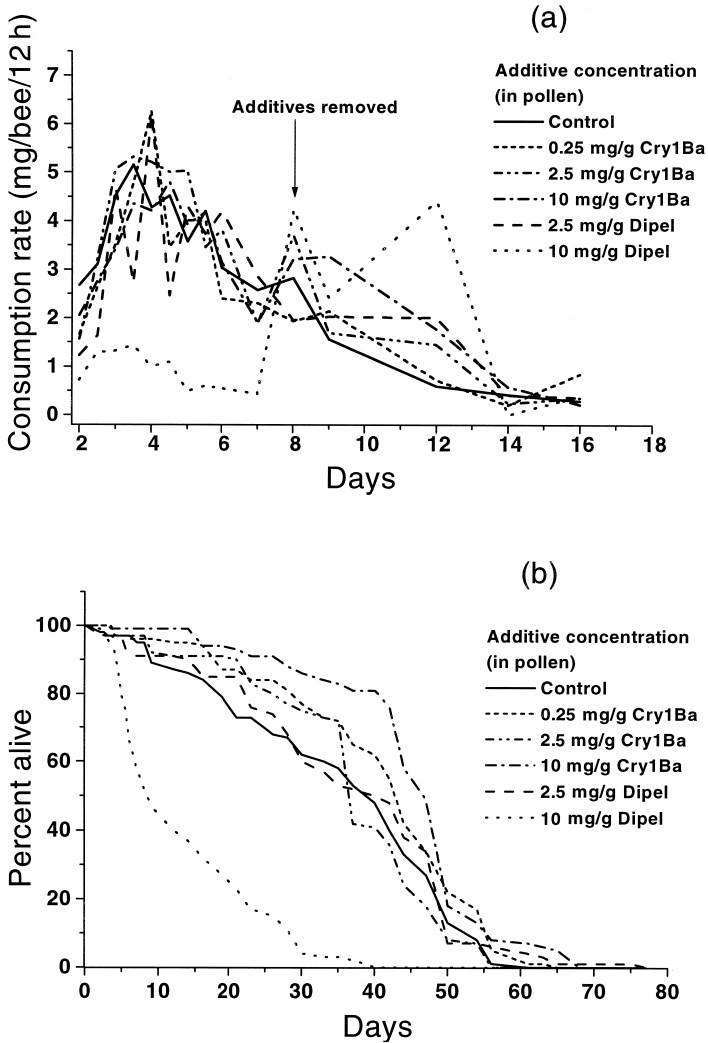 (a)
Consumption rate (mg/bee/12 h)
7
6
5
4
3
2
1
0
Additives removed
Additive concentration
(in pollen)
Control
0.25 mg/g Cry1Ba
2.5 mg/g Cry1Ba
10 mg/g Cry1Ba
2.5 mg/g Dipel
10 mg/g Dipel
2 4 6 8 10 12 14 16 18
Days
(b)
Percent alive
100
80
60
40
20
0
Additive concentration
(in pollen)
Control
0.25 mg/g Cry1Ba
2.5 mg/g Cry1Ba
10 mg/g Cry1Ba
2.5 mg/g Dipel
10 mg/g Dipel
0 10 20 30 40 50 60 70 80
Days